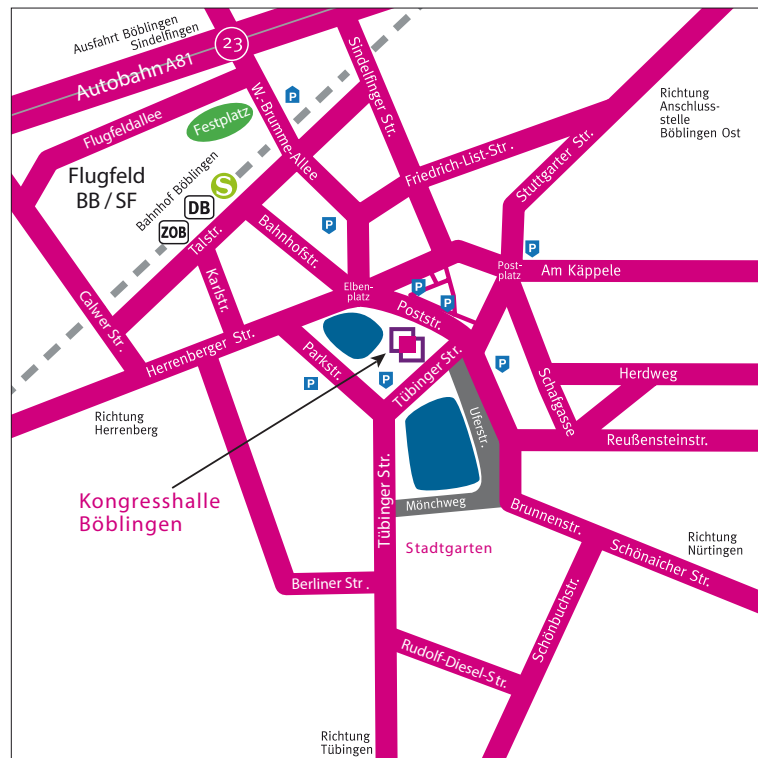 Ausfahrt Böblingen
Sindelfingen
23
Autobahn A81
Sindelfinger Str.
P
W.-Brumme-Allee
Flugfeldallee
Festplatz
Richtung
Anschluss-
stelle
Böblingen Ost
Friedrich-List-Str.
Stuttgarter Str.
Flugfeld
BB / SF
Bahnhof Böblingen
S
DB
ZOB
Talstr.
Bahnhofstr.
P
P
Karlstr.
Calwer Str.
Elben-
platz
Post-
platz
Am Käppele
P
P
Poststr.
Herrenberger Str.
Parkstr.
Tübinger Str.
P
P
P
Schafgasse
Herdweg
Richtung
Herrenberg
Uferstr.
Reußensteinstr.
Kongresshalle
Böblingen
Tübinger Str.
Mönchweg
Brunnenstr.
Stadtgarten
Richtung
Nürtingen
Schönaicher Str.
Berliner Str.
Schönbuchstr.
Rudolf-Diesel-Str.
Richtung
Tübingen